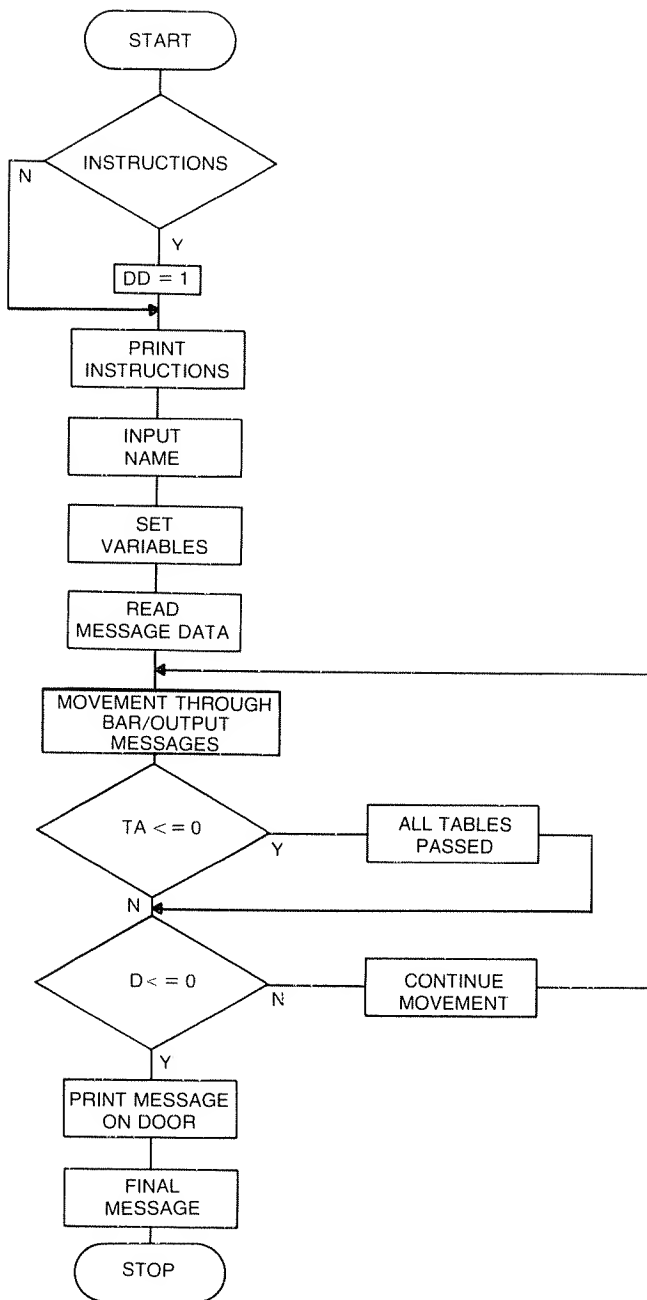 START
INSTRUCTIONS
N
Y
DD = 1
PRINT
INSTRUCTIONS
INPUT
NAME
SET
VARIABLES
READ
MESSAGE DATA
MOVEMENT THROUGH
BAR/OUTPUT
MESSAGES
TA <= 0
Y
ALL TABLES
PASSED
N
D<= 0
N
CONTINUE
MOVEMENT
Y
PRINT MESSAGE
ON DOOR
FINAL
MESSAGE
STOP